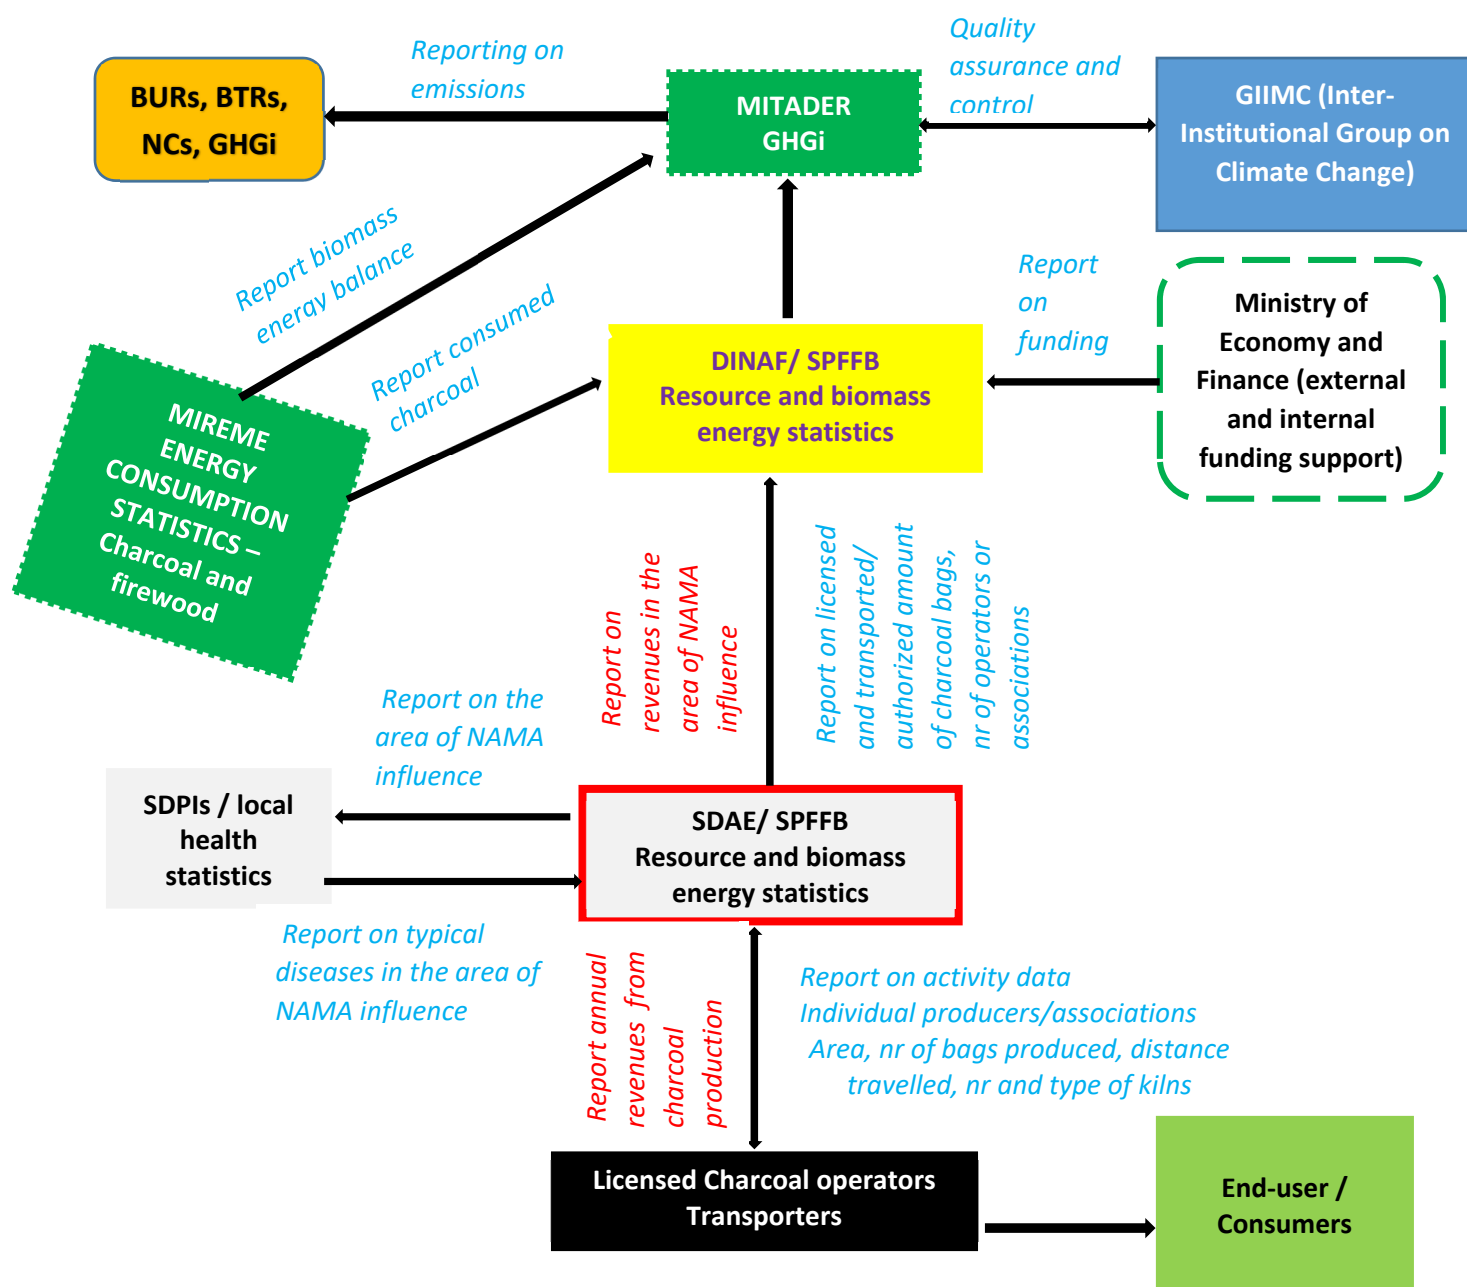 Reporting on
emissions
Quality
assurance and
control
BURs, BTRs,
NCs, GHGi
MITADER
GHGi
GIIMC (Inter-
Institutional Group on
Climate Change)
Report biomass
eneray balance
Report consumed
charcoal
Report
on
funding
Ministry of
Economy and
Finance (external
and internal
funding support)
DINAF/ SPFFB
Resource and biomass
energy statistics
MIREME
ENERGY
CONSUMPTION
STATISTICS –
Charcoal and
firewood
Report on
revenues in the
area of NAMA
influence
Report on licensed
and transported/
authorized amount
of charcoal bags,
nr of operators or
associations
Report on the
area of NAMA
influence
SDPIs / local
health
statistics
SDAE/ SPFFB
Resource and biomass
energy statistics
Report on typical
diseases in the area of
NAMA influence
Report annual
revenues from
charcoal
production
Report on activity data
Individual producers/associations
Area, nr of bags produced, distance
travelled, nr and type of kilns
Licensed Charcoal operators
Transporters
End-user /
Consumers